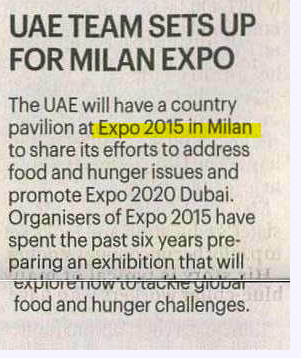 UAE TEAM SETS UP
FOR MILAN EXPO
The UAE will have a country
pavilion at Expo 2015 in Milan
to share its efforts to address
food and hunger issues and
promote Expo 2020 Dubai.
Organisers of Expo 2015 have
spent the past six years pre-
paring an exhibition that will
explore how to tackle global
food and hunger challenges.